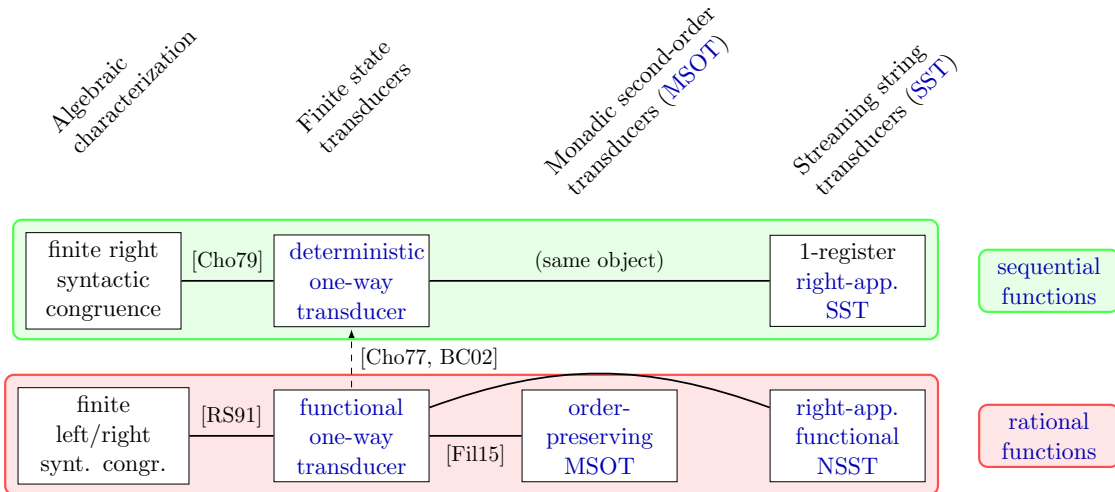 Algebraic
characterization
Finite state
transducers
Monadic second-order
transducers (MSOT)
Streaming string
transducers (SST)
finite right
syntactic
congruence
[Cho79]
deterministic
one-way
transducer
(same object)
1-register
right-app.
SST
sequential
functions
[Cho77, BC02]
finite
left/right
synt. congr.
[RS91]
functional
one-way
transducer
[Fil15]
order-
preserving
MSOT
right-app.
functional
NSST
rational
functions